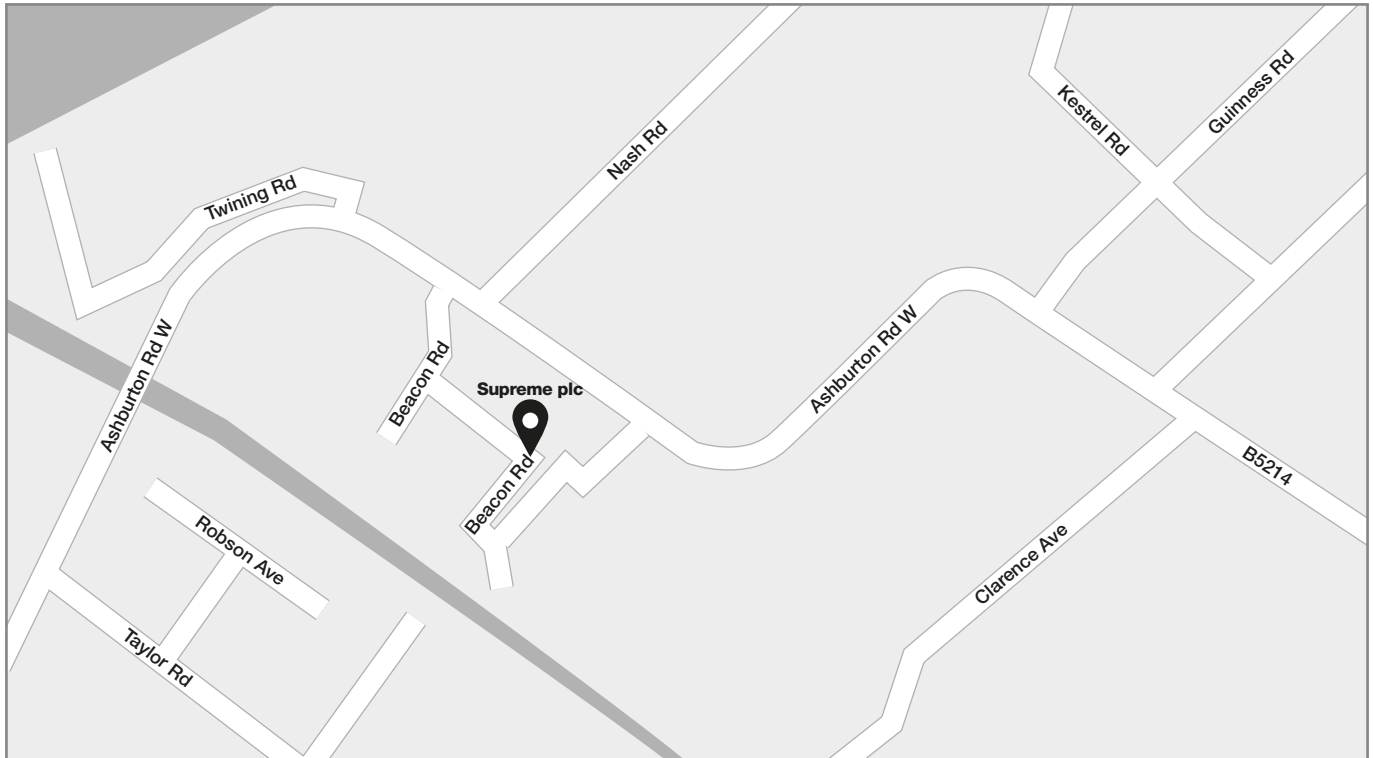 Guinness Rd
Kestrel Rd
Nash Rd
Twining Rd
Ashburton Rd W
Ashburton Rd W
Beacon Rd
Supreme plc
Beacon Rd
B5214
Robson Ave
Clarence Ave
Taylor Rd